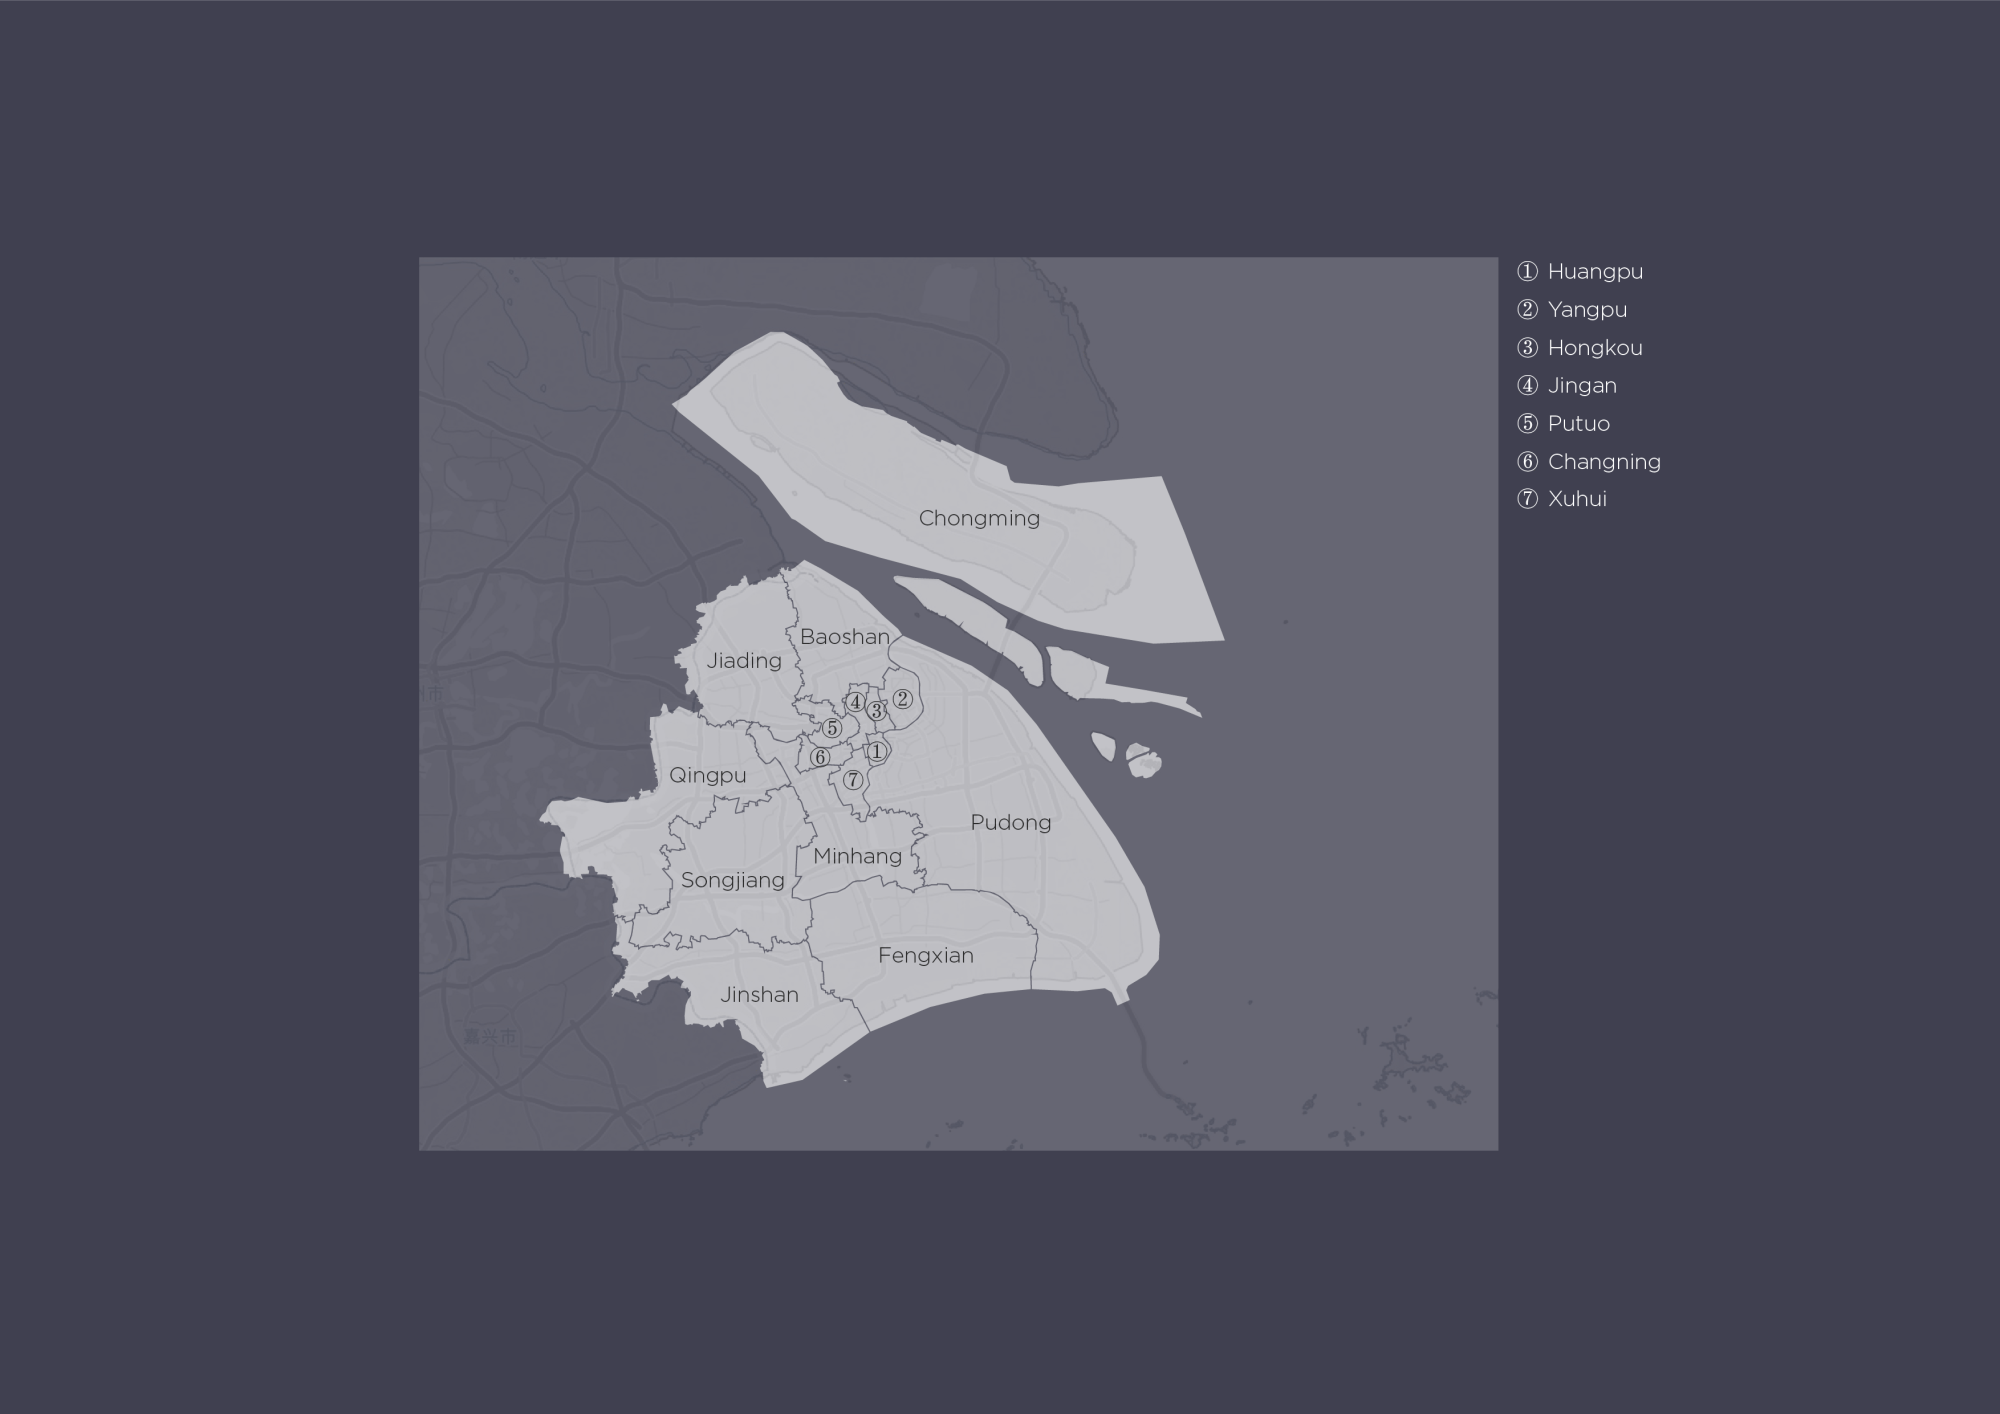 ① Huangpu
② Yangpu
③ Hongkou
④ Jingan
⑤ Putuo
⑥ Changning
⑦ Xuhui
Chongming
Baoshan
Jiading
④
②
③
⑤
①
⑥
Qingpu
⑦
Pudong
Minhang
Songjiang
Fengxian
Jinshan
嘉兴市